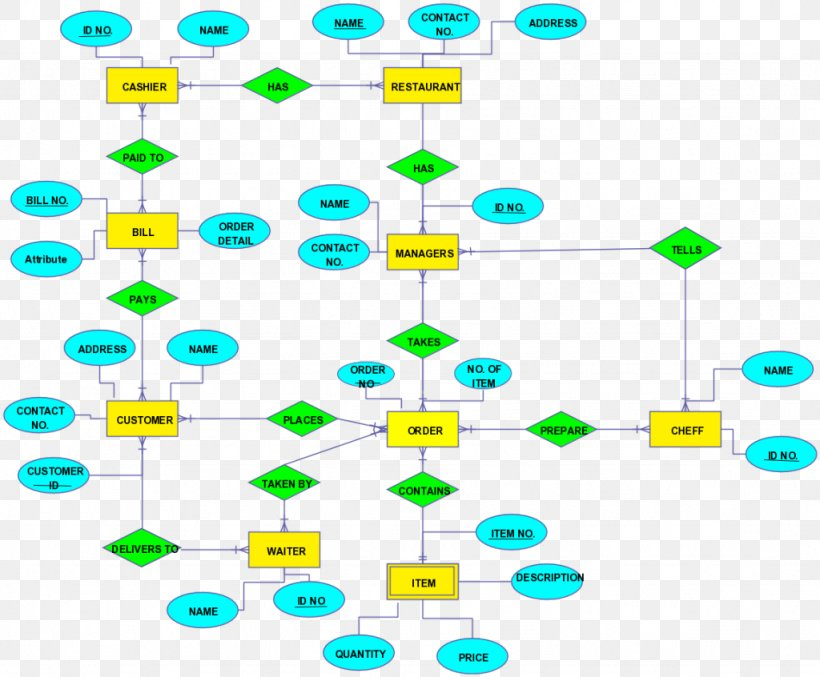 ID NO.
NAME
NAME
CONTACT
NO.
ADDRESS
CASHIER
HAS
RESTAURANT
PAID TO
HAS
BILL NO.
ORDER
DETAIL
BILL
Attribute
NAME
ID NO.
CONTACT
NO.
MANAGERS
TELLS
PAYS
TAKES
ADDRESS
NAME
ORDER
NO
NO. OF
ITEM
NAME
CONTACT
NO.
CUSTOMER
PLACES
ORDER
PREPARE
CHEFF
ID NO.
CUSTOMER
ID
TAKEN BY
CONTAINS
DELIVERS TO
WAITER
ITEM NO.
ITEM
DESCRIPTION
NAME
ID NO
QUANTITY
PRICE